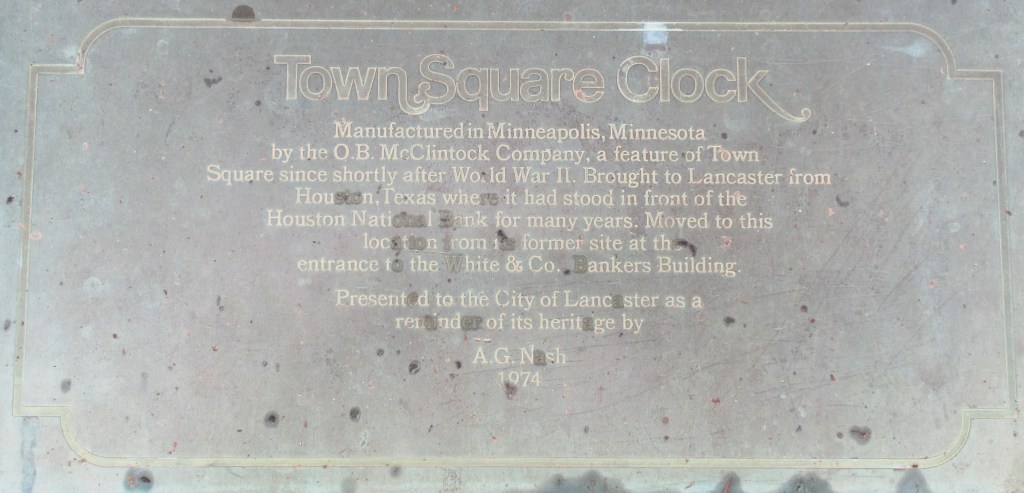 Town Square Clock
Manufactured in Minneapolis, Minnesota
by the O.B. McClintock Company, a feature of Town
Square since shortly after World War II. Brought to Lancaster from
Houston, Texas where it had stood in front of the
Houston National Bank for many years. Moved to this
location from its former site at the
entrance to the White & Co. Bankers Building.
Presented to the City of Lancaster as a
reminder of its heritage by
A.G. Nash
1974